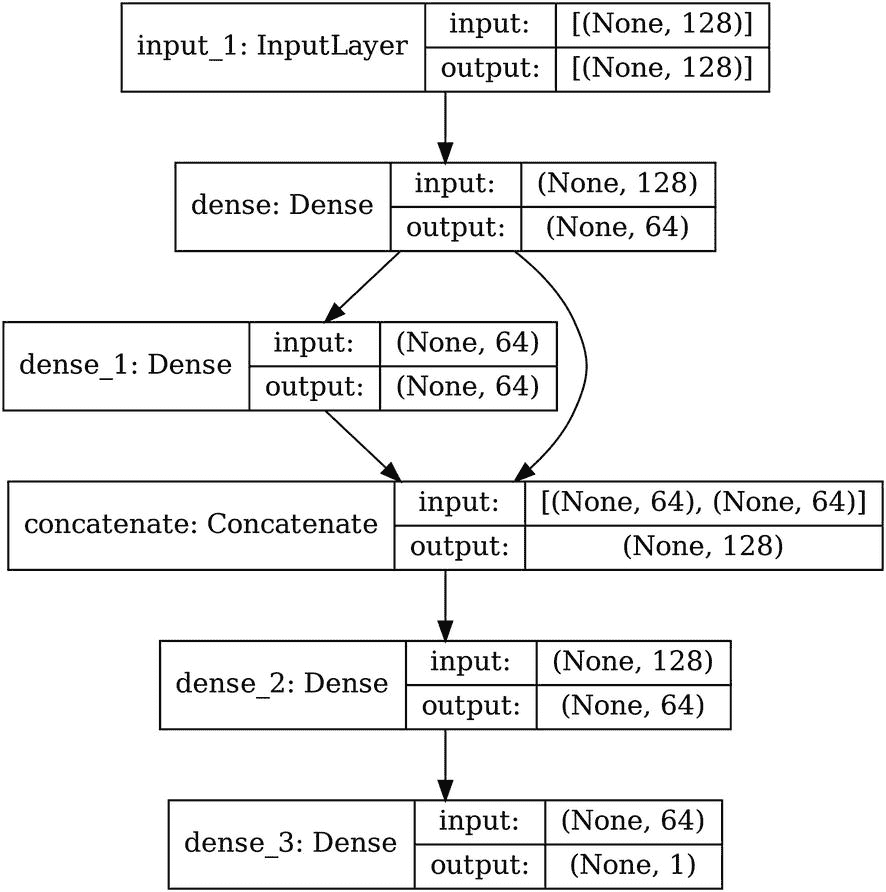 input_1: InputLayer
input: [(None, 128)]
output: [(None, 128)]
dense: Dense
input: (None, 128)
output: (None, 64)
dense_1: Dense
input: (None, 64)
output: (None, 64)
concatenate: Concatenate
input: [(None, 64), (None, 64)]
output: (None, 128)
dense_2: Dense
input: (None, 128)
output: (None, 64)
dense_3: Dense
input: (None, 64)
output: (None, 1)